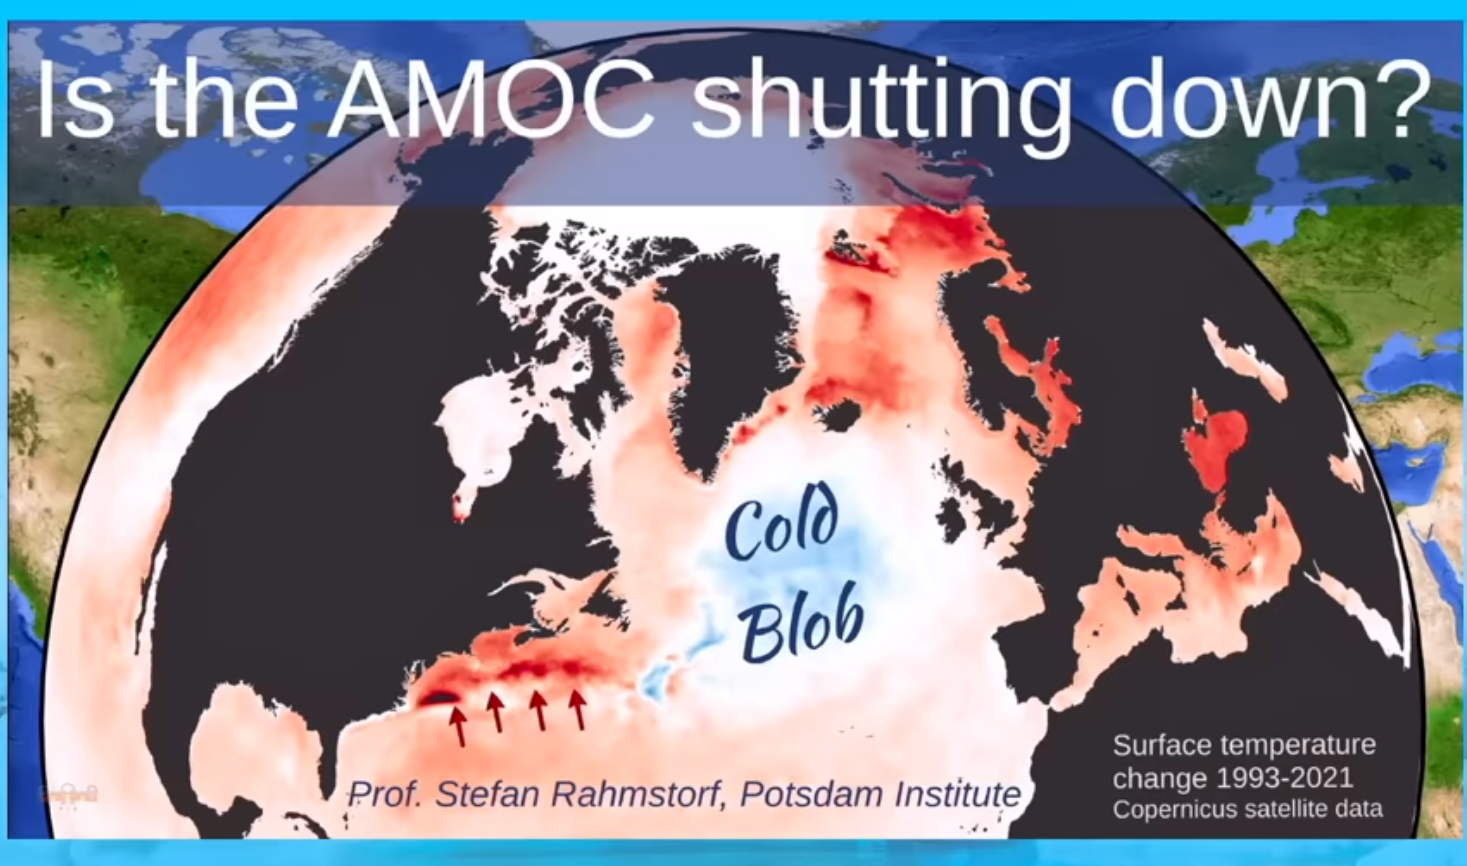 Is the AMOC shutting down?
Cold
Blob
Prof. Stefan Rahmstorf, Potsdam Institute
Surface temperature
change 1993-2021
Copernicus satellite data